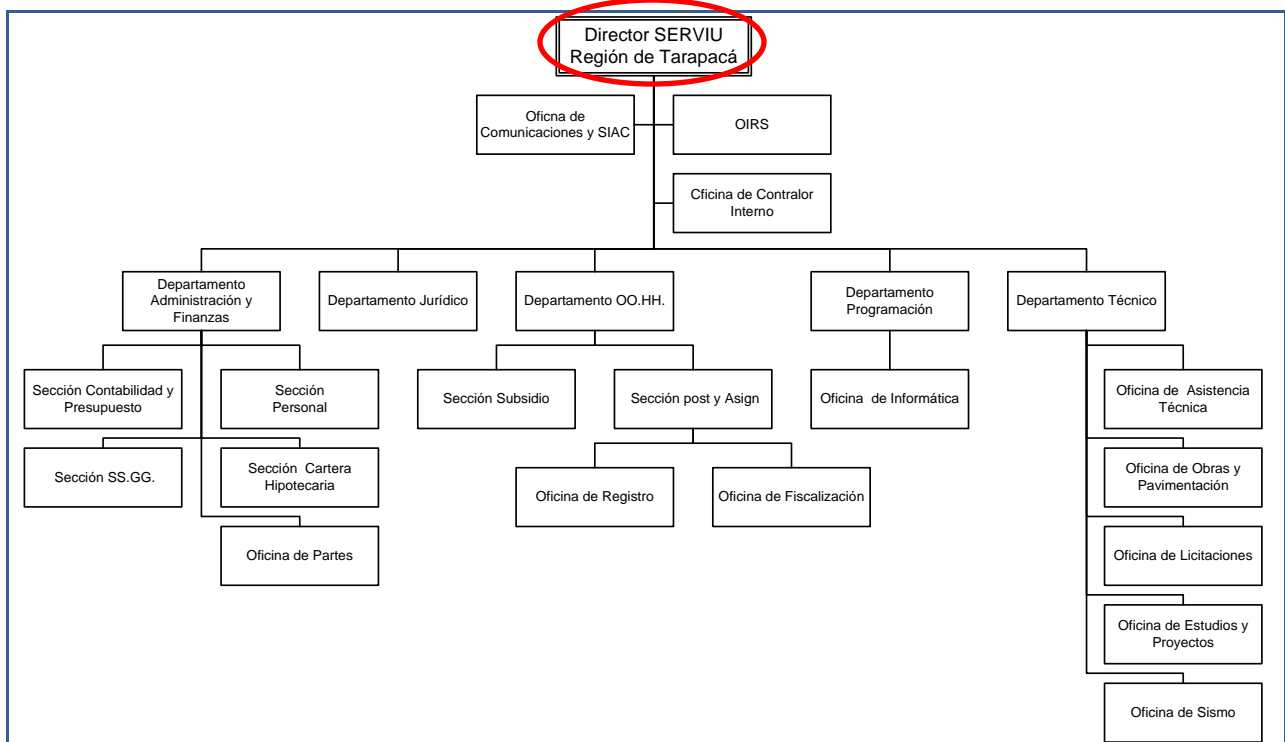 Director SERVIU
Región de Tarapacá
Oficna de
Comunicaciones y SIAC
OIRS
Cficina de Contralor
Interno
Departamento
Administración y
Finanzas
Departamento Jurídico
Departamento OO.HH.
Departamento
Programación
Departamento Técnico
Sección Contabilidad y
Presupuesto
Sección
Personal
Sección Subsidio
Sección post y Asign
Oficina de Informática
Oficina de Asistencia
Técnica
Sección SS.GG.
Sección Cartera
Hipotecaria
Oficina de Registro
Oficina de Fiscalización
Oficina de Obras y
Pavimentación
Oficina de Partes
Oficina de Licitaciones
Oficina de Estudios y
Proyectos
Oficina de Sismo